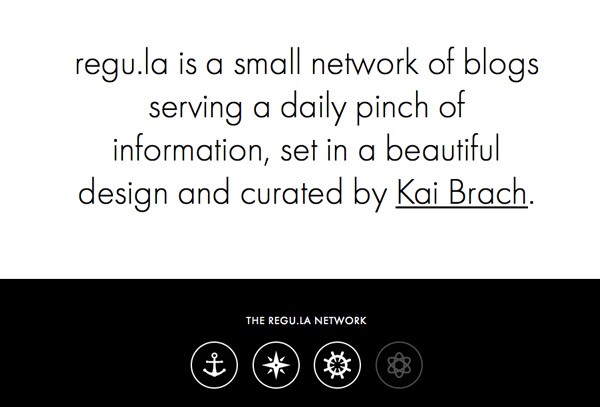 regu.la is a small network of blogs
serving a daily pinch of
information, set in a beautiful
design and curated by Kai Brach.
THE REGU.LA NETWORK